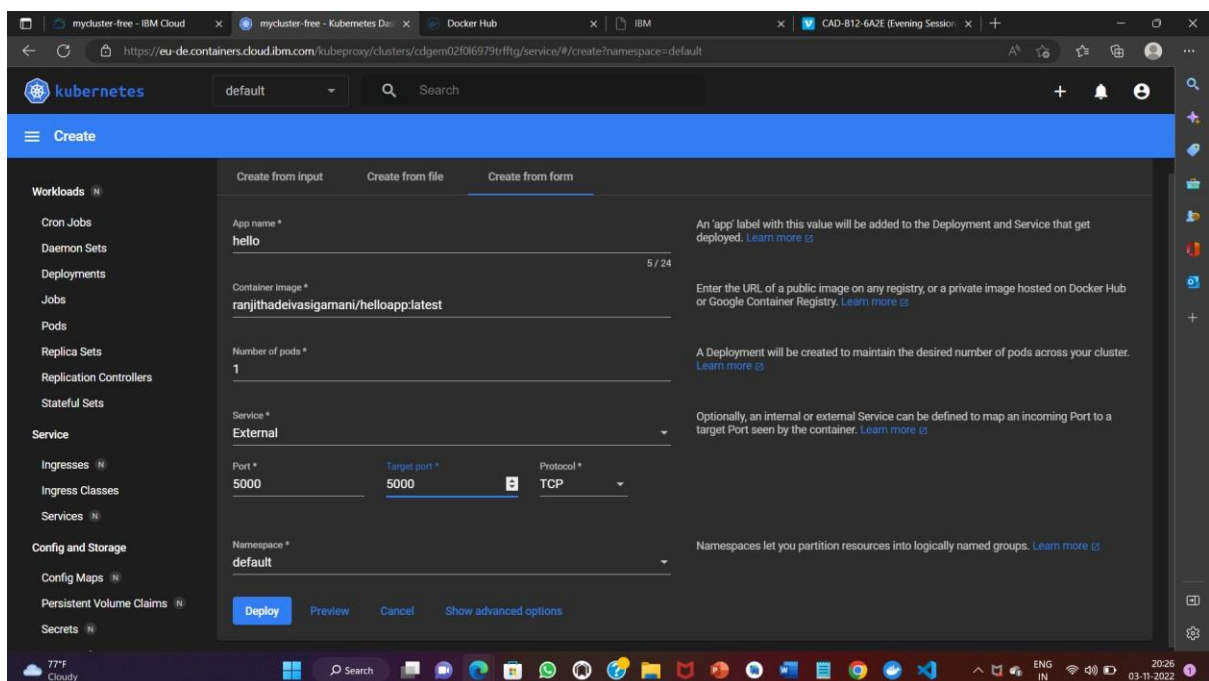 mycluster-free - IBM Cloud
mycluster-free - Kubernetes Das
Docker Hub
IBM
CAD-B12-6A2E (Evening Session
https://eu-de.containers.cloud.ibm.com/kubeproxy/clusters/cdgem02f0l6979trfftg/service/#/create?namespace=default
kubernetes
default
Search
Create
Workloads N
Cron Jobs
Daemon Sets
Deployments
Jobs
Pods
Replica Sets
Replication Controllers
Stateful Sets
Service
Ingresses N
Ingress Classes
Services N
Config and Storage
Config Maps N
Persistent Volume Claims N
Secrets N
Create from input
Create from file
Create from form
App name *
hello
5 / 24
An 'app' label with this value will be added to the Deployment and Service that get
deployed. Learn more
Container image *
ranjithadeivasigamani/helloapp:latest
Enter the URL of a public image on any registry, or a private image hosted on Docker Hub
or Google Container Registry. Learn more
Number of pods *
1
A Deployment will be created to maintain the desired number of pods across your cluster.
Learn more
Service *
External
Optionally, an internal or external Service can be defined to map an incoming Port to a
target Port seen by the container. Learn more
Port *
5000
Target port *
5000
Protocol *
TCP
Namespace *
default
Namespaces let you partition resources into logically named groups. Learn more
Deploy
Preview
Cancel
Show advanced options
77°F
Cloudy
Search
ENG
IN
20:26
03-11-2022
1